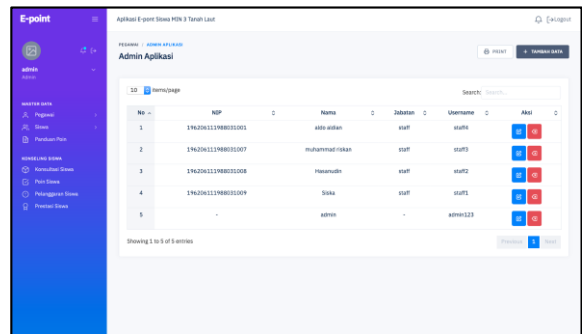 E-point
Aplikasi E-pont Siswa MIN 3 Tanah Laut
Logout
admin
Admin
MASTER DATA
Pegawai
Siswa
Panduan Poin
KONSELING SISWA
Konsultasi Siswa
Poin Siswa
Pelanggaran Siswa
Prestasi Siswa
PEGAWAI / ADMIN APLIKASI
Admin Aplikasi
PRINT
+ TAMBAH DATA
10 items/page
Search: Search...
No NIP Nama Jabatan Username Aksi
1 196206111988031001 aldo aldian staff staff4
2 196206111988031007 muhammad riskan staff staff3
3 196206111988031008 Hasanudin staff staff2
4 196206111988031009 Siska staff staff1
5 - admin - admin123
Showing 1 to 5 of 5 entries
Previous 1 Next